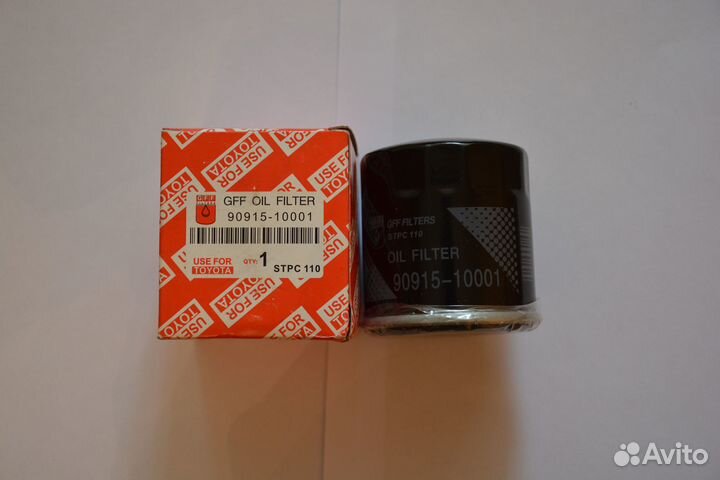 USE FOR
TOYOTA
GFF OIL FILTER
90915-10001
USE FOR
TOYOTA
QTY: 1
STPC 110
GFF FILTERS
STPC 110
OIL FILTER
90915-10001
Avito